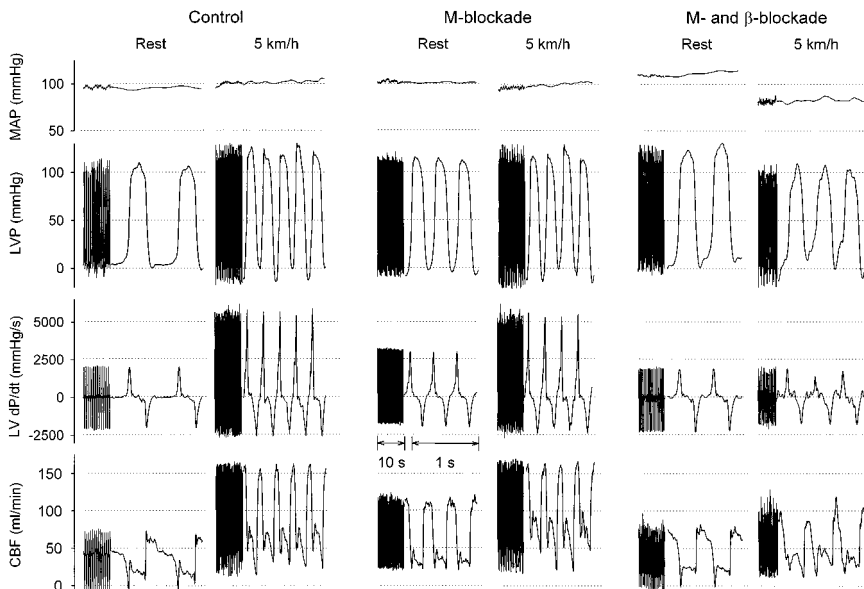 Control
M-blockade
M- and β-blockade
Rest
5 km/h
Rest
5 km/h
Rest
5 km/h
MAP (mmHg)
100
50
LVP (mmHg)
100
50
0
LV dP/dt (mmHg/s)
5000
2500
0
-2500
10 s
1 s
CBF (ml/min)
150
100
50
0